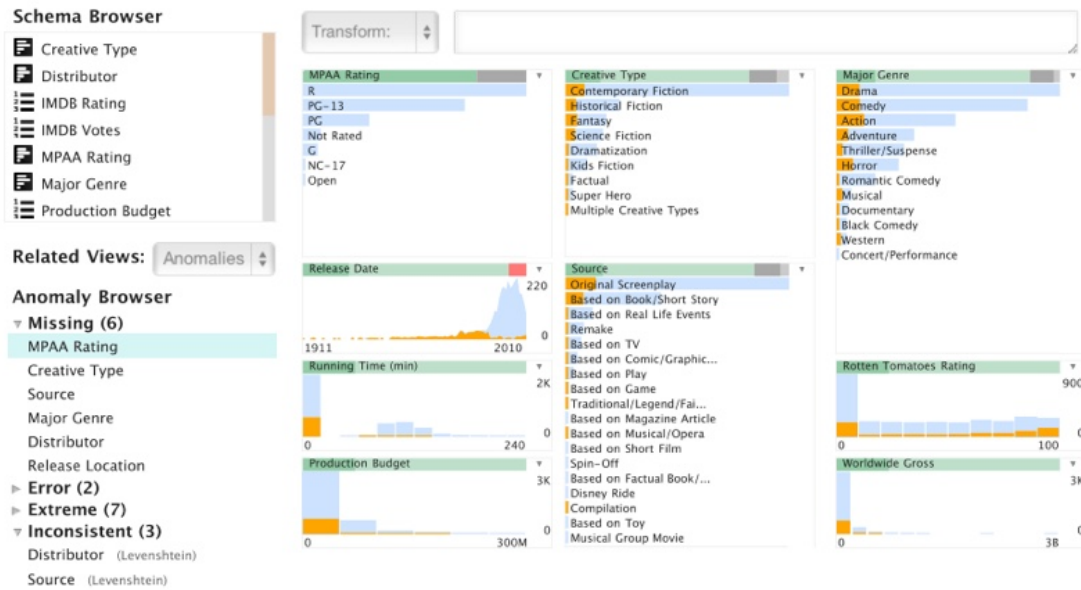 Schema Browser
Creative Type
Distributor
IMDB Rating
IMDB Votes
MPAA Rating
Major Genre
Production Budget
Related Views: Anomalies
Anomaly Browser
Missing (6)
MPAA Rating
Creative Type
Source
Major Genre
Distributor
Release Location
Error (2)
Extreme (7)
Inconsistent (3)
Distributor (Levenshtein)
Source (Levenshtein)
Transform:
MPAA Rating
R
PG-13
PG
Not Rated
G
NC-17
Open
Creative Type
Contemporary Fiction
Historical Fiction
Fantasy
Science Fiction
Dramatization
Kids Fiction
Factual
Super Hero
Multiple Creative Types
Major Genre
Drama
Comedy
Action
Adventure
Thriller/Suspense
Horror
Romantic Comedy
Musical
Documentary
Black Comedy
Western
Concert/Performance
Release Date
220
0
1911 2010
Running Time (min)
2K
0
0 240
Production Budget
3K
0
0 300M
Source
Original Screenplay
Based on Book/Short Story
Based on Real Life Events
Remake
Based on TV
Based on Comic/Graphic...
Based on Play
Based on Game
Traditional/Legend/Fai...
Based on Magazine Article
Based on Musical/Opera
Based on Short Film
Spin-Off
Based on Factual Book/...
Disney Ride
Compilation
Based on Toy
Musical Group Movie
Rotten Tomatoes Rating
900
0
0 100
Worldwide Gross
3K
0
0 3B